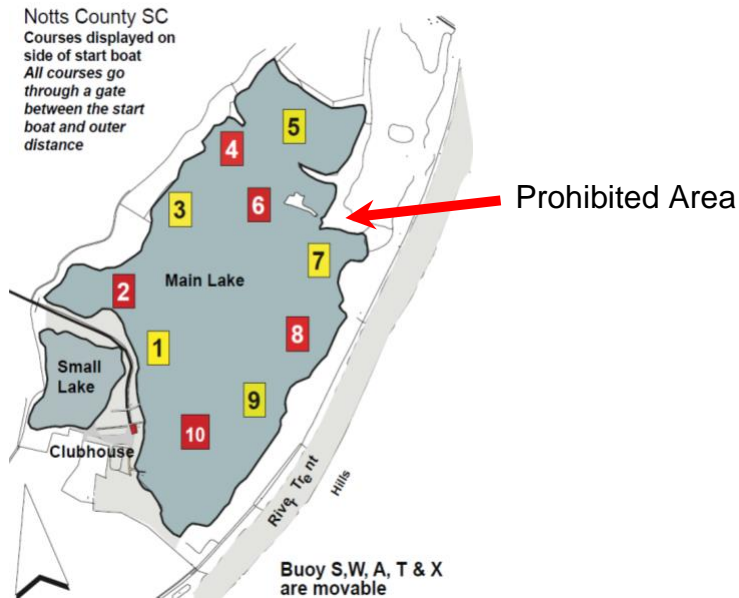 Notts County SC
Courses displayed on
side of start boat
All courses go
through a gate
between the start
boat and outer
distance
5
4
3
6
Prohibited Area
7
2
Main Lake
8
1
Small
Lake
9
10
Clubhouse
River Trent
Hills
Buoy S,W, A, T & X
are movable